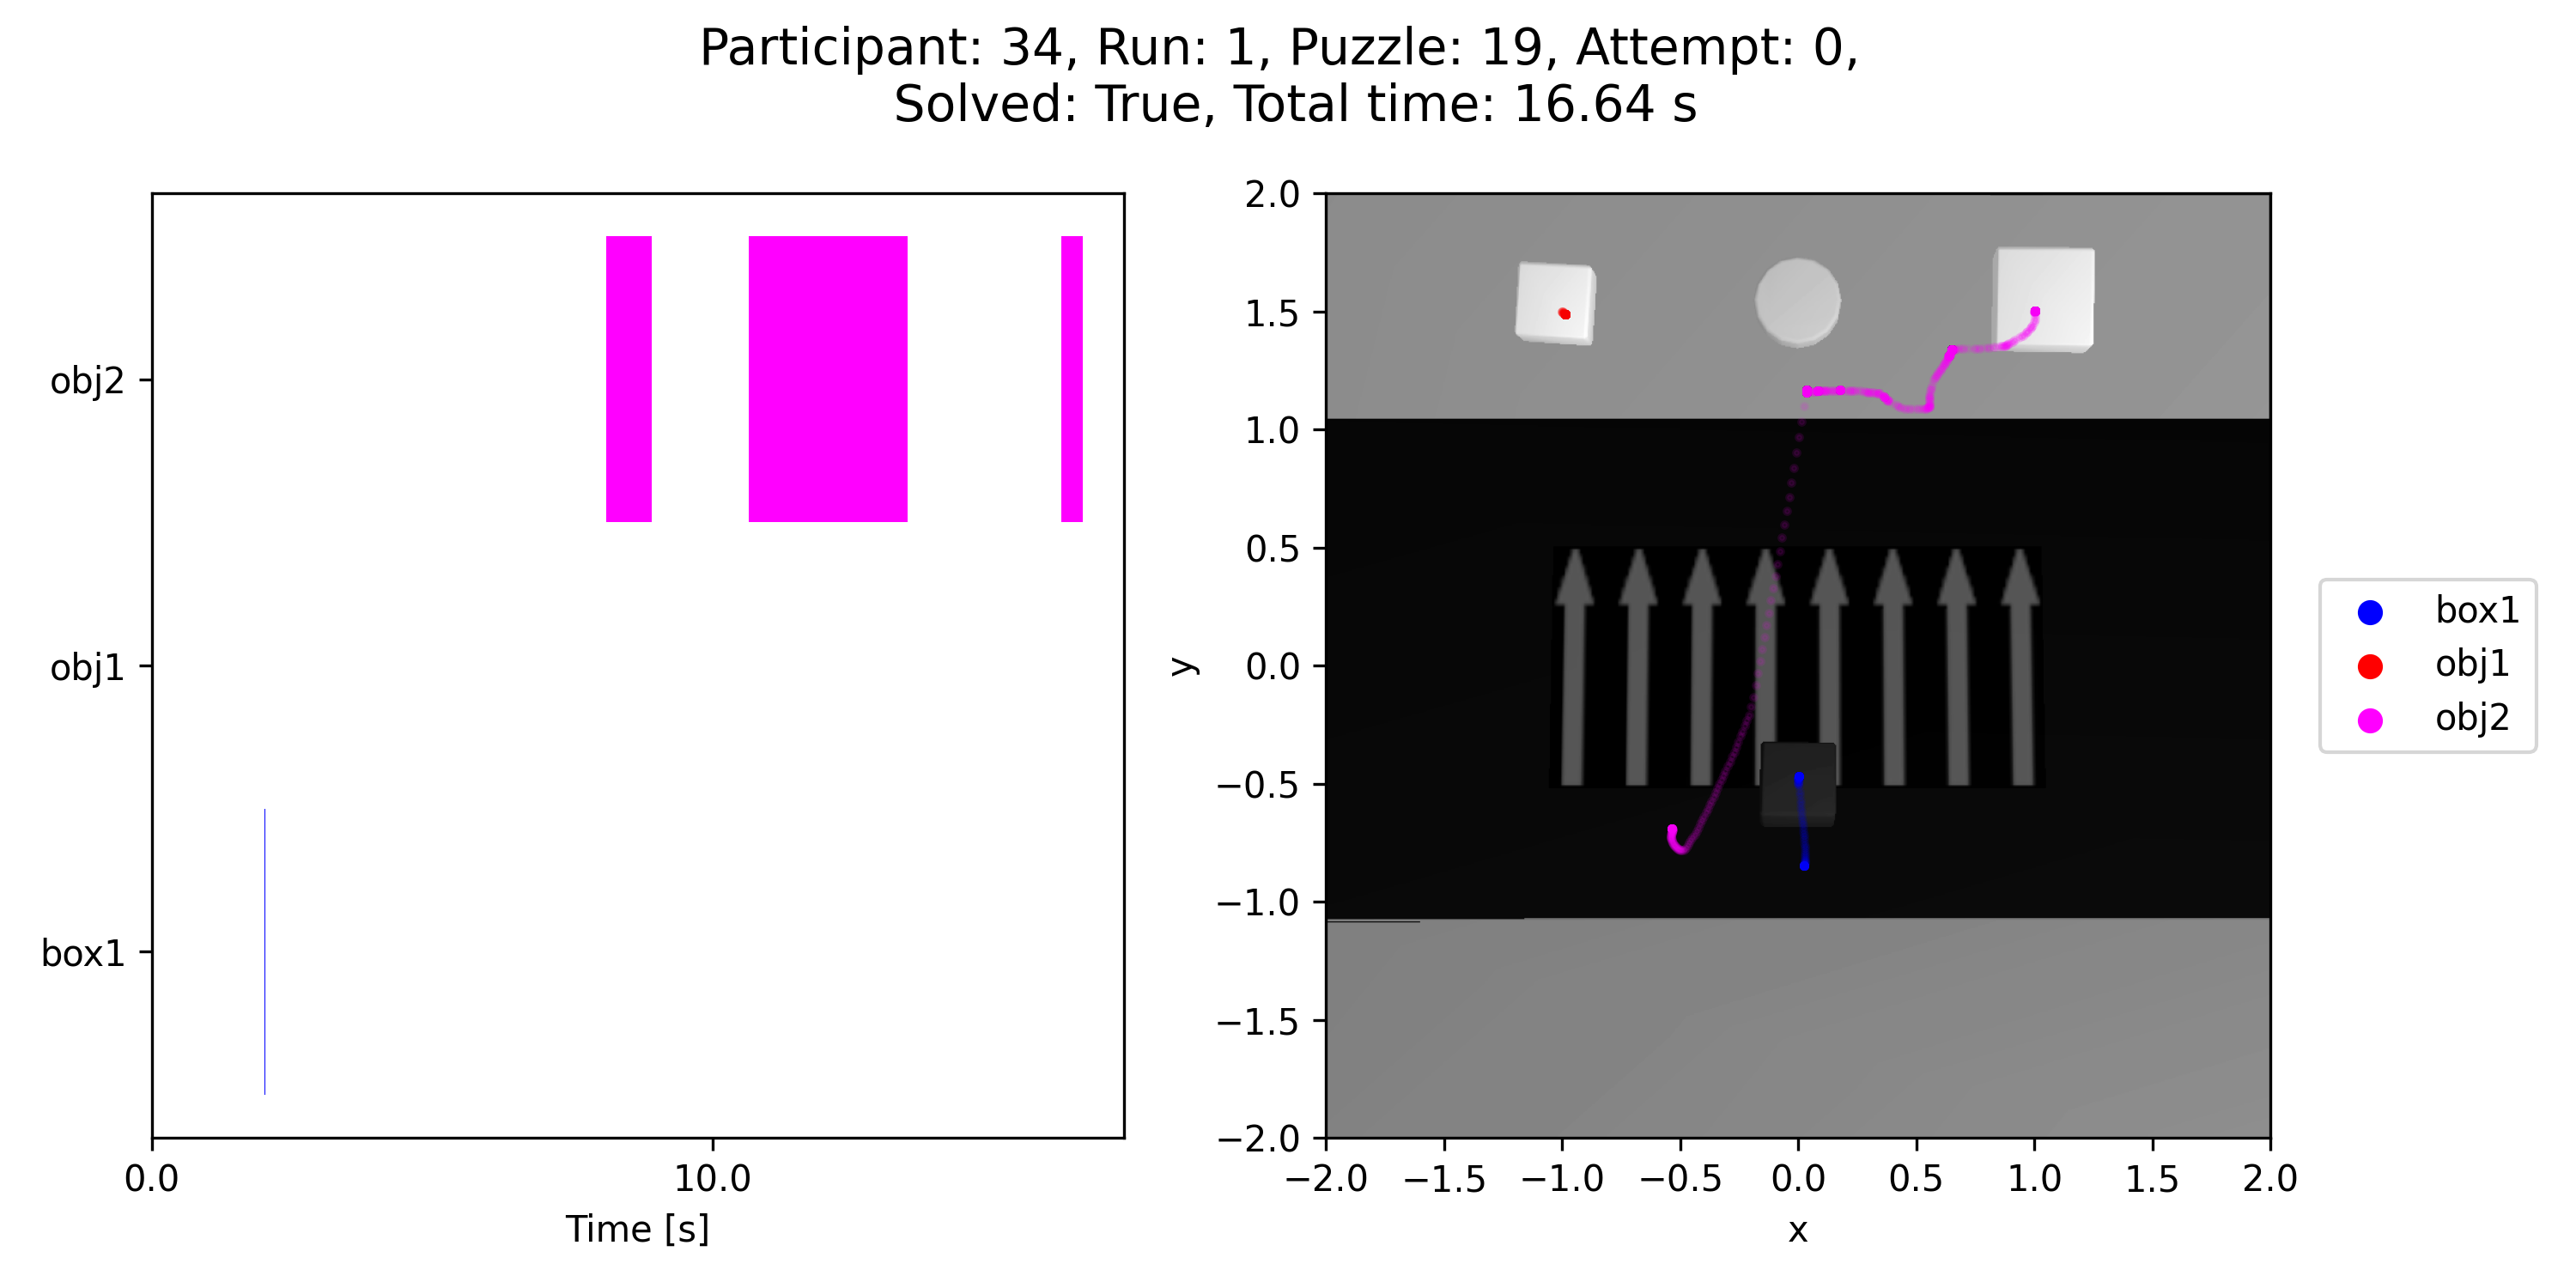 Participant: 34, Run: 1, Puzzle: 19, Attempt: 0,
Solved: True, Total time: 16.64 s
obj2
obj1
box1
0.0 10.0
Time [s]
y
2.0
1.5
1.0
0.5
0.0
−0.5
−1.0
−1.5
−2.0
−2.0 −1.5 −1.0 −0.5 0.0 0.5 1.0 1.5 2.0
x
box1
obj1
obj2